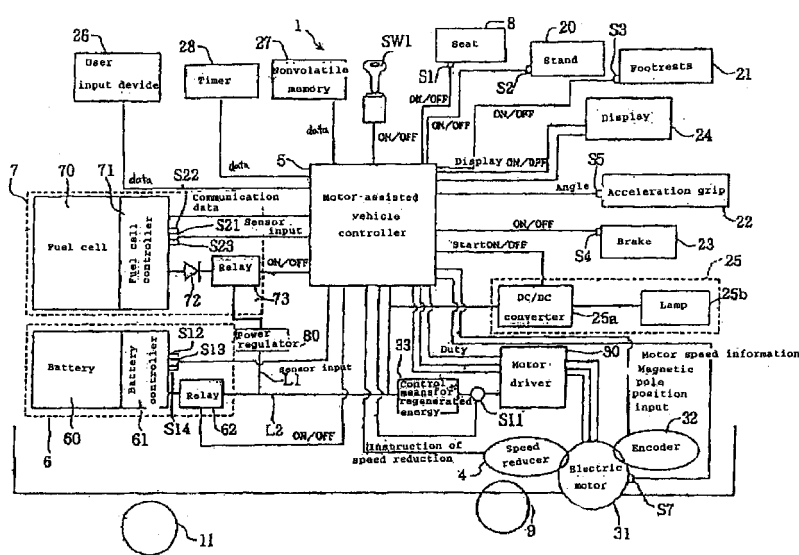 26
User
input device
28
Timer
27
Nonvolatile
memory
1
SW1
8
Seat
S1
20
Stand
S2
S3
Footrests
21
ON/OFF
ON/OFF
ON/OFF
ON/OFF
data
data
data
Display
24
Display ON/OFF
5
Motor-assisted
vehicle
controller
Angle
S5
Acceleration grip
22
ON/OFF
S4
Brake
23
Start ON/OFF
25
DC/DC
converter
25a
Lamp
25b
7
70
71
S22
Communication
data
S21
Sensor
input
S23
Fuel cell
Fuel cell
controller
72
Relay
73
ON/OFF
Power
regulator
80
L1
S12
S13
sensor input
Battery
60
Battery
controller
61
S14
Relay
62
L2
6
ON/OFF
33
Control
means for
regenerated
energy
S11
Duty
Motor
driver
30
Motor speed information
Magnetic
pole
position
input
32
Encoder
Instruction of
speed reduction
Speed
reducer
4
Electric
motor
S7
31
11
9